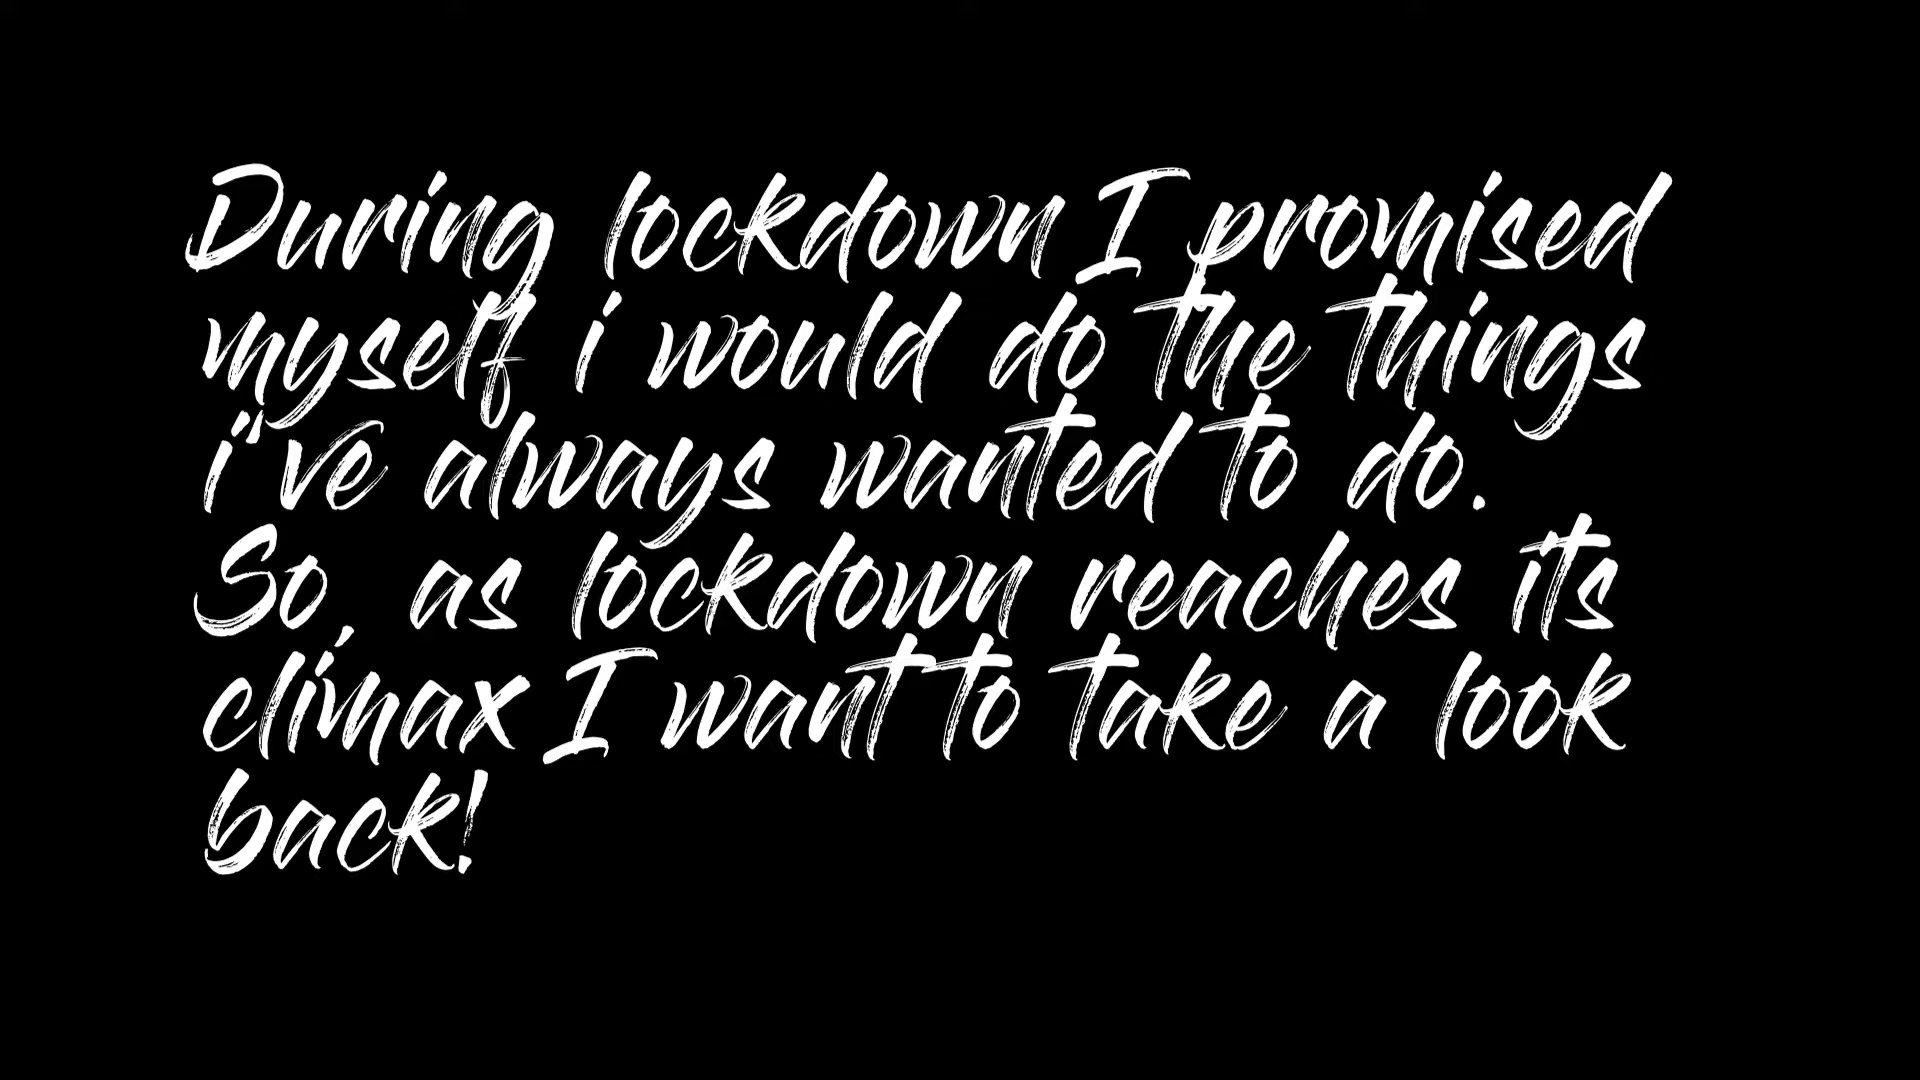 During lockdown I promised
myself i would do the things
i've always wanted to do.
So, as lockdown reaches its
climax I want to take a look
back!